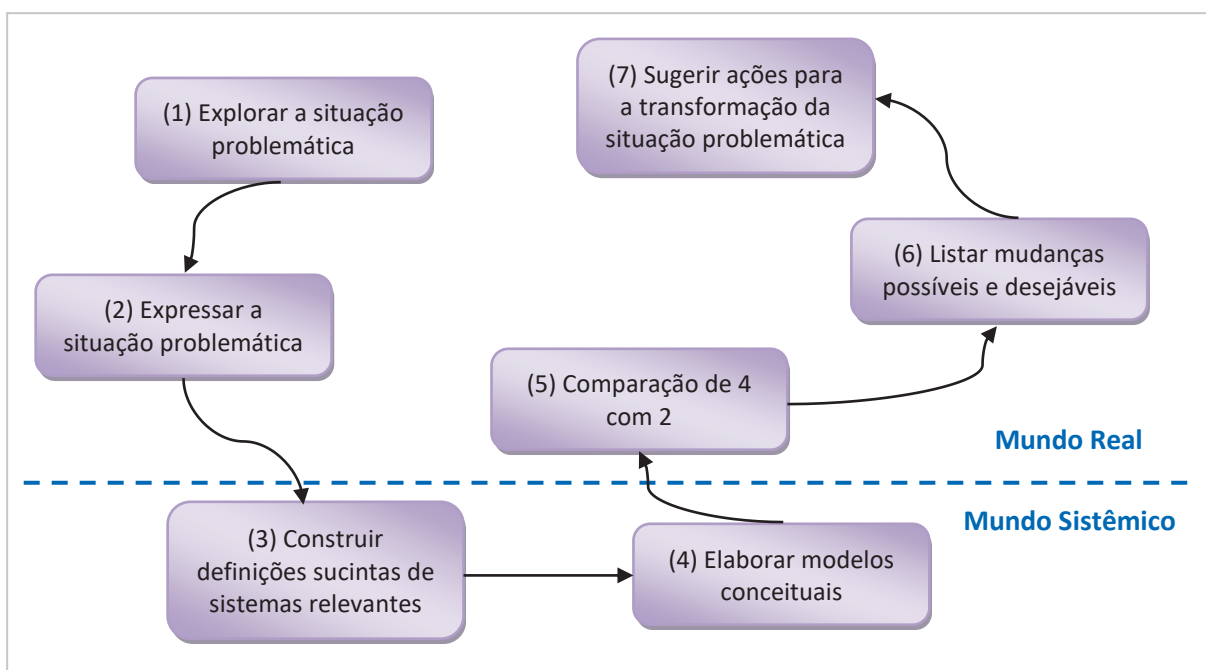 (1) Explorar a situação
problemática
(2) Expressar a
situação problemática
(3) Construir
definições sucintas de
sistemas relevantes
(4) Elaborar modelos
conceituais
(5) Comparação de 4
com 2
(6) Listar mudanças
possíveis e desejáveis
(7) Sugerir ações para
a transformação da
situação problemática
Mundo Real
Mundo Sistêmico